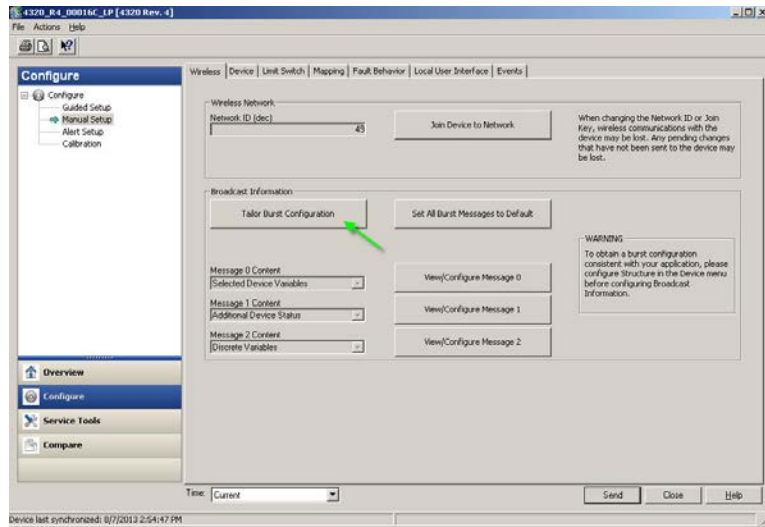 4320_R4_00016C_LP [4320 Rev. 4]
File Actions Help
Configure
Configure
Guided Setup
Manual Setup
Alert Setup
Calibration
Overview
Configure
Service Tools
Compare
Wireless Device Limit Switch Mapping Fault Behavior Local User Interface Events
Wireless Network
Network ID (dec)
45
Join Device to Network
When changing the Network ID or Join
Key, wireless communications with the
device may be lost. Any pending changes
that have not been sent to the device may
be lost.
Broadcast Information
Tailor Burst Configuration
Set All Burst Messages to Default
WARNING
To obtain a burst configuration
consistent with your application, please
configure Structure in the Device menu
before configuring Broadcast
Information.
Message 0 Content
Selected Device Variables
View/Configure Message 0
Message 1 Content
Additional Device Status
View/Configure Message 1
Message 2 Content
Discrete Variables
View/Configure Message 2
Time: Current
Send Close Help
Device last synchronized: 8/7/2013 2:54:47 PM